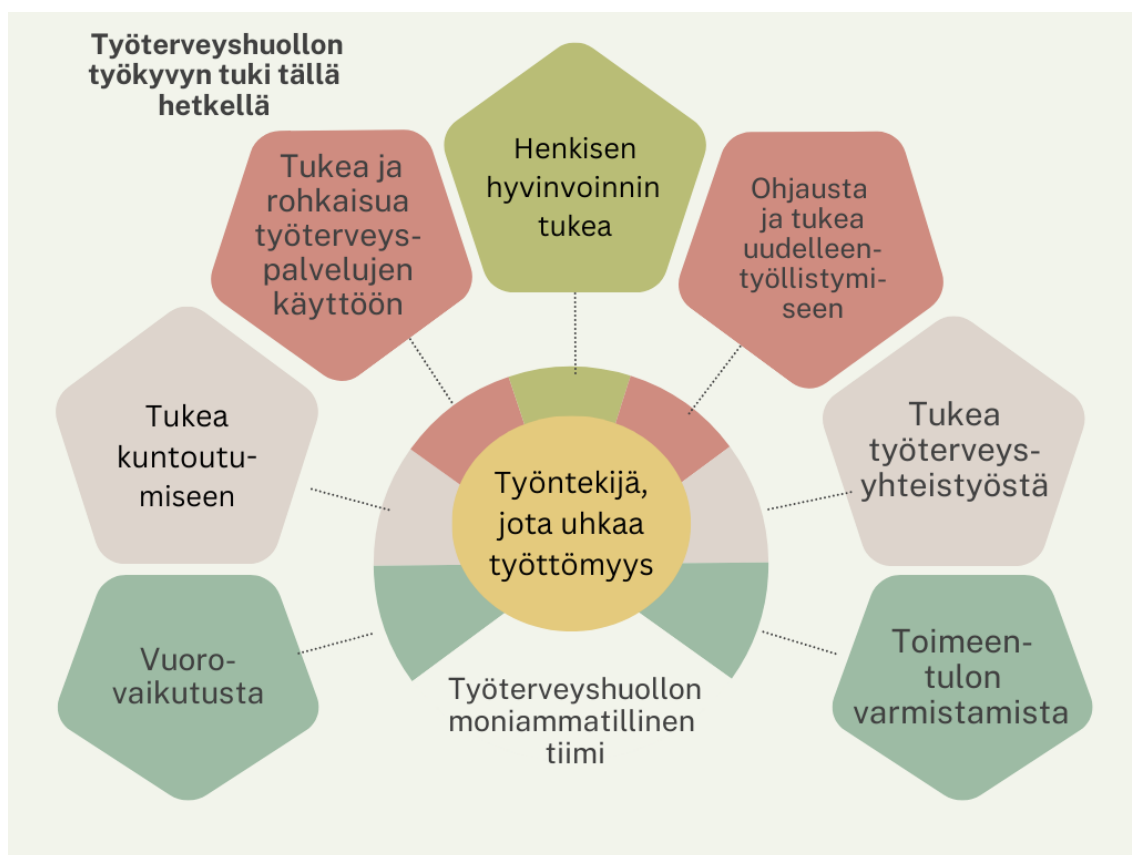 Työterveyshuollon
työkyvyn tuki tällä
hetkellä
Henkisen
hyvinvoinnin
tukea
Tukea ja
rohkaisua
työterveys-
palvelujen
käyttöön
Ohjausta
ja tukea
uudelleen-
työllistymi-
seen
Tukea
kuntoutu-
miseen
Tukea
työterveys-
yhteistyöstä
Työntekijä,
jota uhkaa
työttömyys
Vuoro-
vaikutusta
Toimeen-
tulon
varmistamista
Työterveyshuollon
moniammatillinen
tiimi